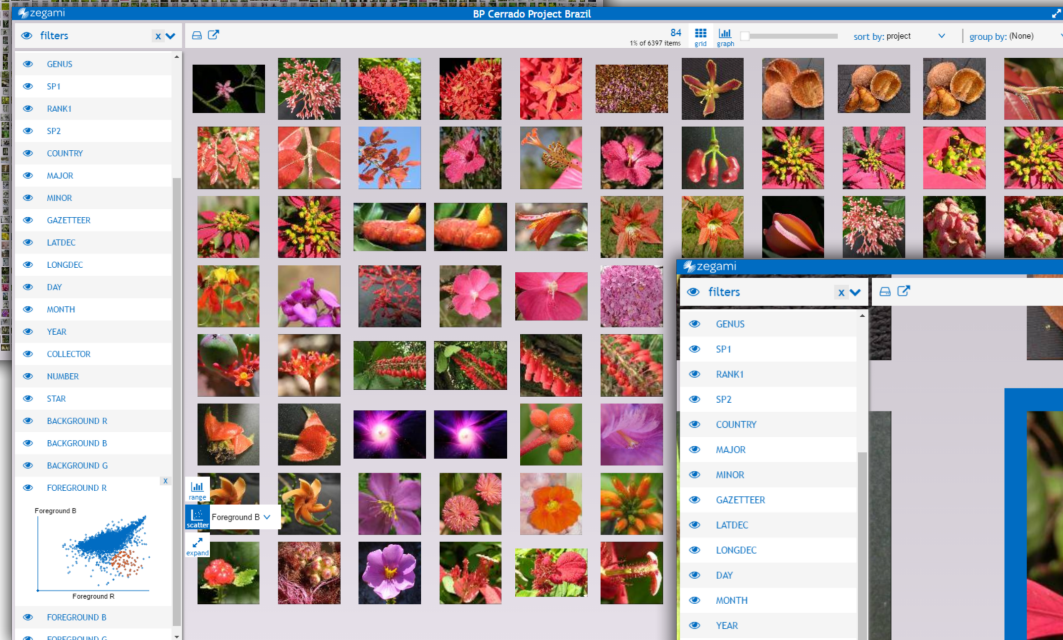 zegami
BP Cerrado Project Brazil
filters
x
84
1% of 6397 items
grid
graph
sort by: project
group by: (None)
GENUS
SP1
RANK1
SP2
COUNTRY
MAJOR
MINOR
GAZETTEER
LATDEC
LONGDEC
DAY
MONTH
YEAR
COLLECTOR
NUMBER
STAR
BACKGROUND R
BACKGROUND B
BACKGROUND G
FOREGROUND R
x
Foreground B
Foreground R
range
scatter
Foreground B
expand
FOREGROUND B
FOREGROUND G
zegami
filters
x
GENUS
SP1
RANK1
SP2
COUNTRY
MAJOR
MINOR
GAZETTEER
LATDEC
LONGDEC
DAY
MONTH
YEAR